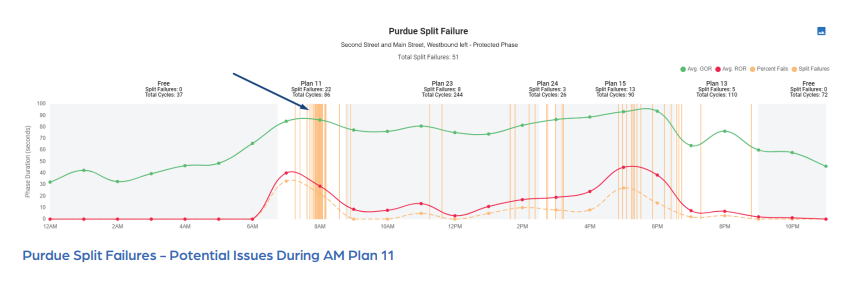 Purdue Split Failure
Second Street and Main Street, Westbound left - Protected Phase
Total Split Failures: 51
Avg. GOR Avg. ROR Percent Fails Split Failures
Free
Split Failures: 0
Total Cycles: 37
Plan 11
Split Failures: 22
Total Cycles: 86
Plan 23
Split Failures: 8
Total Cycles: 244
Plan 24
Split Failures: 3
Total Cycles: 26
Plan 15
Split Failures: 13
Total Cycles: 90
Plan 13
Split Failures: 5
Total Cycles: 110
Free
Split Failures: 0
Total Cycles: 72
Phase Duration (seconds)
100
90
80
70
60
50
40
30
20
10
0
12AM 2AM 4AM 6AM 8AM 10AM 12PM 2PM 4PM 6PM 8PM 10PM
Purdue Split Failures - Potential Issues During AM Plan 11